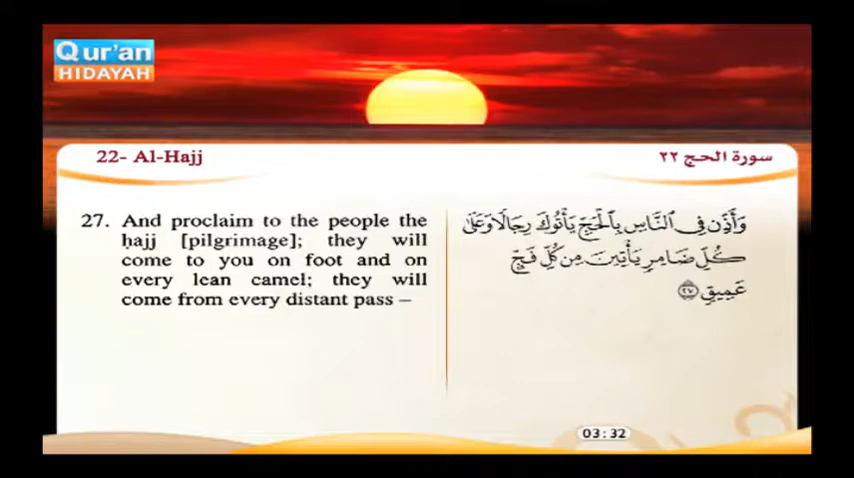 Qur'an
HIDAYAH
22- Al-Hajj
سورة الحج ٢٢
27. And proclaim to the people the
ḥajj [pilgrimage]; they will
come to you on foot and on
every lean camel; they will
come from every distant pass –
وَأَذِّن فِي ٱلنَّاسِ بِٱلْحَجِّ يَأْتُوكَ رِجَالًا وَعَلَىٰ
كُلِّ ضَامِرٍ يَأْتِينَ مِن كُلِّ فَجٍّ
عَمِيقٍ ٢٧
03:32